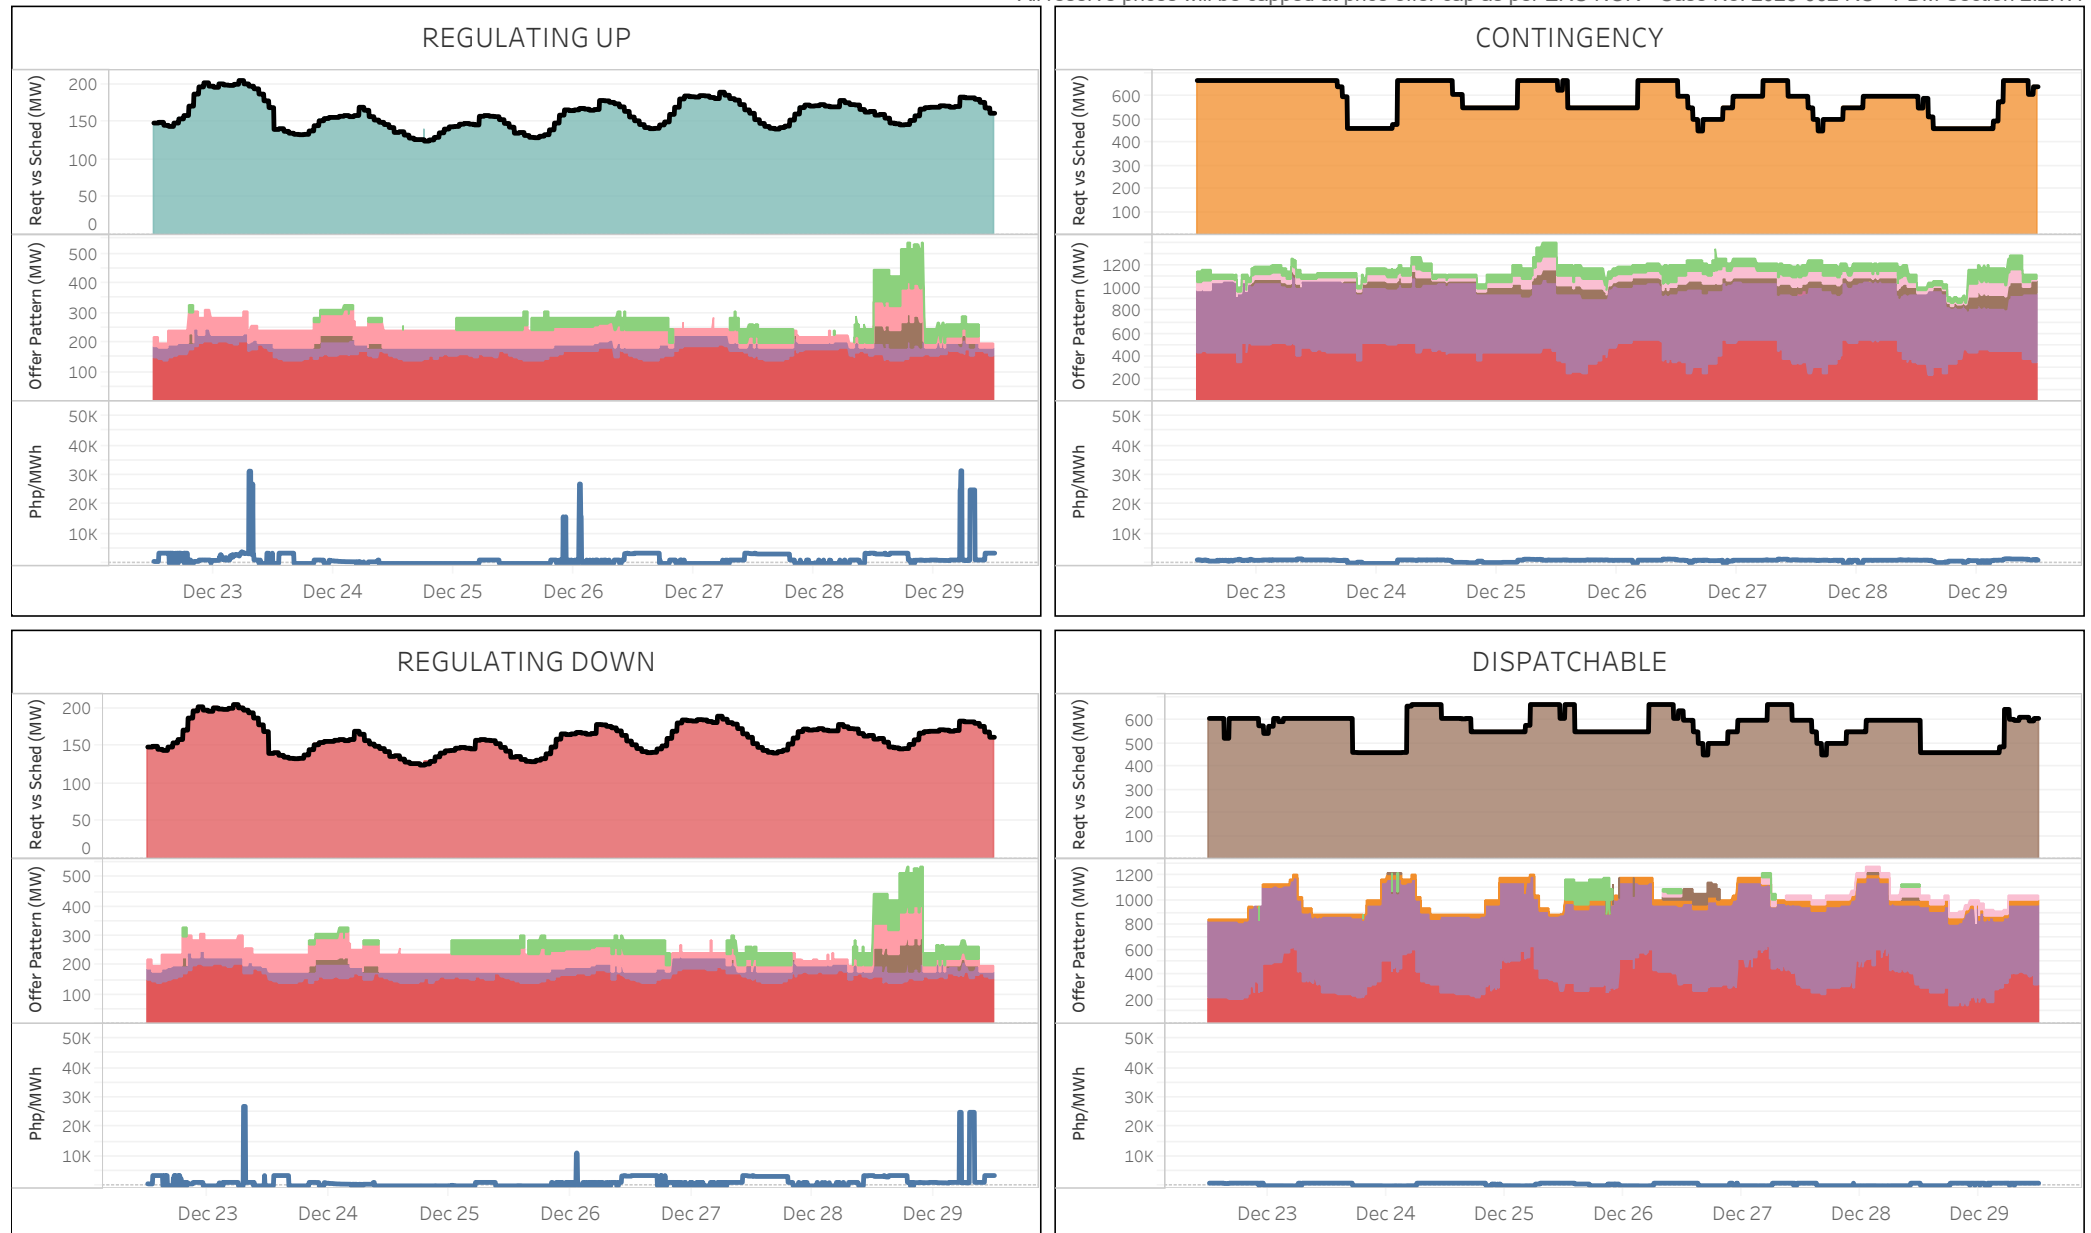 REGULATING UP
Reqt vs Sched (MW)
200
150
100
50
0
Offer Pattern (MW)
500
400
300
200
100
Php/MWh
50K
40K
30K
20K
10K
Dec 23 Dec 24 Dec 25 Dec 26 Dec 27 Dec 28 Dec 29
CONTINGENCY
Reqt vs Sched (MW)
600
500
400
300
200
100
Offer Pattern (MW)
1200
1000
800
600
400
200
Php/MWh
50K
40K
30K
20K
10K
Dec 23 Dec 24 Dec 25 Dec 26 Dec 27 Dec 28 Dec 29
REGULATING DOWN
Reqt vs Sched (MW)
200
150
100
50
0
Offer Pattern (MW)
500
400
300
200
100
Php/MWh
50K
40K
30K
20K
10K
Dec 23 Dec 24 Dec 25 Dec 26 Dec 27 Dec 28 Dec 29
DISPATCHABLE
Reqt vs Sched (MW)
600
500
400
300
200
100
Offer Pattern (MW)
1200
1000
800
600
400
200
Php/MWh
50K
40K
30K
20K
10K
Dec 23 Dec 24 Dec 25 Dec 26 Dec 27 Dec 28 Dec 29